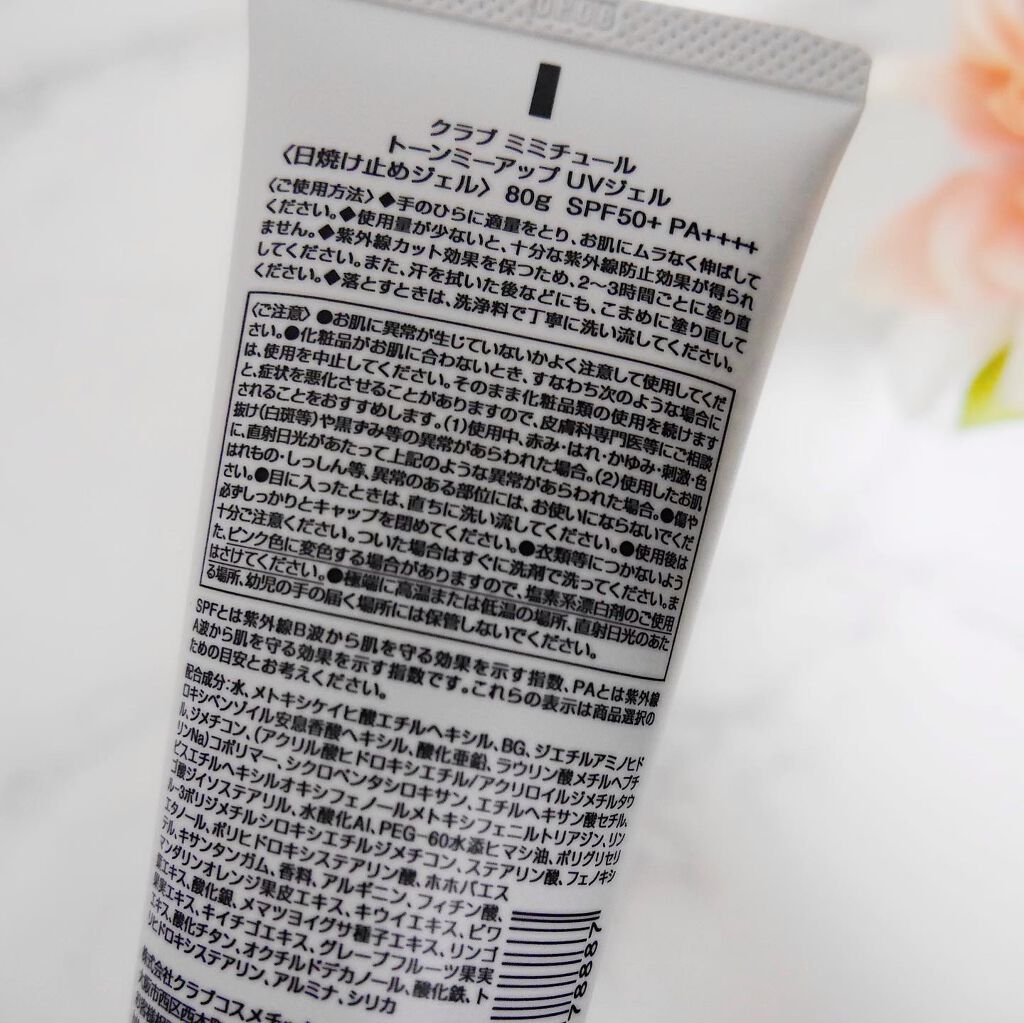 クラブ ミミチュール
トーンミーアップ UVジェル
〈日焼け止めジェル〉 80g SPF50+ PA++++
〈ご使用方法〉◆手のひらに適量をとり、お肌にムラなく伸ばして
ください。◆使用量が少ないと、十分な紫外線防止効果が得られ
ません。◆紫外線カット効果を保つため、2〜3時間ごとに塗り直
してください。また、汗を拭いた後などにも、こまめに塗り直して
ください。◆落とすときは、洗浄料で丁寧に洗い流してください。
〈ご注意〉●お肌に異常が生じていないかよく注意して使用してくだ
さい。●化粧品がお肌に合わないとき、すなわち次のような場合に
は、使用を中止してください。そのまま化粧品類の使用を続けます
と、症状を悪化させることがありますので、皮膚科専門医等にご相談
されることをおすすめします。(1)使用中、赤み・はれ・かゆみ・刺激・色
抜け(白斑等)や黒ずみ等の異常があらわれた場合。(2)使用したお肌
に、直射日光があたって上記のような異常があらわれた場合。●傷や
はれもの・しっしん等、異常のある部位には、お使いにならないでくだ
さい。●目に入ったときは、直ちに洗い流してください。●使用後は
必ずしっかりとキャップを閉めてください。●衣類等につかないよう
十分ご注意ください。ついた場合はすぐに洗剤で洗ってください。ま
た、ピンク色に変色する場合がありますので、塩素系漂白剤のご使用
はさけてください。●極端に高温または低温の場所、直射日光のあた
る場所、幼児の手の届く場所には保管しないでください。
SPFとは紫外線B波から肌を守る効果を示す指数、PAとは紫外線
A波から肌を守る効果を示す指数です。これらの表示は商品選択の
ための目安とお考えください。
配合成分:水、メトキシケイヒ酸エチルヘキシル、BG、ジエチルアミノヒド
ロキシベンゾイル安息香酸ヘキシル、酸化亜鉛、ラウリン酸メチルヘプチ
ル、ジメチコン、(アクリル酸ヒドロキシエチル/アクリロイルジメチルタウ
リンNa)コポリマー、シクロペンタシロキサン、エチルヘキサン酸セチル、
ビスエチルヘキシルオキシフェノールメトキシフェニルトリアジン、リン
ゴ酸ジイソステアリル、水酸化Al、PEG-60水添ヒマシ油、ポリグリセリ
ル-3ポリジメチルシロキシエチルジメチコン、ステアリン酸、フェノキシ
エタノール、ポリヒドロキシステアリン酸、ホホバエス
テル、キサンタンガム、香料、アルギニン、フィチン酸、
マンダリンオレンジ果皮エキス、キウイエキス、ビワ
葉エキス、酸化銀、メマツヨイグサ種子エキス、リンゴ
果実エキス、キイチゴエキス、グレープフルーツ果実
エキス、酸化チタン、オクチルドデカノール、酸化鉄、ト
リヒドロキシステアリン、アルミナ、シリカ
株式会社クラブコスメチッ
大阪市西区西本